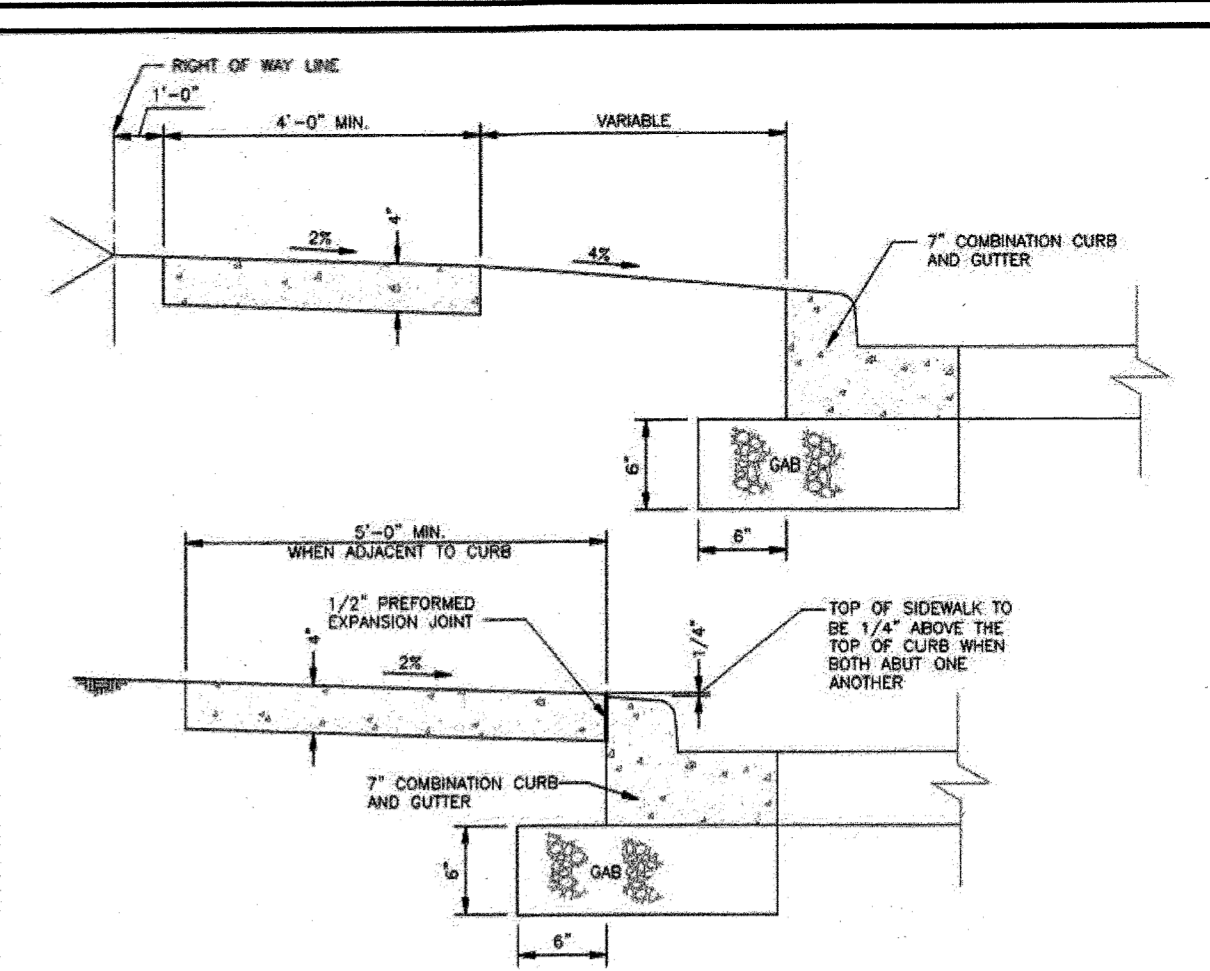 RIGHT OF WAY LINE
1'-0"
4'-0" MIN.
VARIABLE
2%
4"
4%
7" COMBINATION CURB
AND GUTTER
6"
GAB
6"
5'-0" MIN.
WHEN ADJACENT TO CURB
1/2" PREFORMED
EXPANSION JOINT
4"
2%
1/4"
TOP OF SIDEWALK TO
BE 1/4" ABOVE THE
TOP OF CURB WHEN
BOTH ABUT ONE
ANOTHER
7" COMBINATION CURB
AND GUTTER
6"
GAB
6"